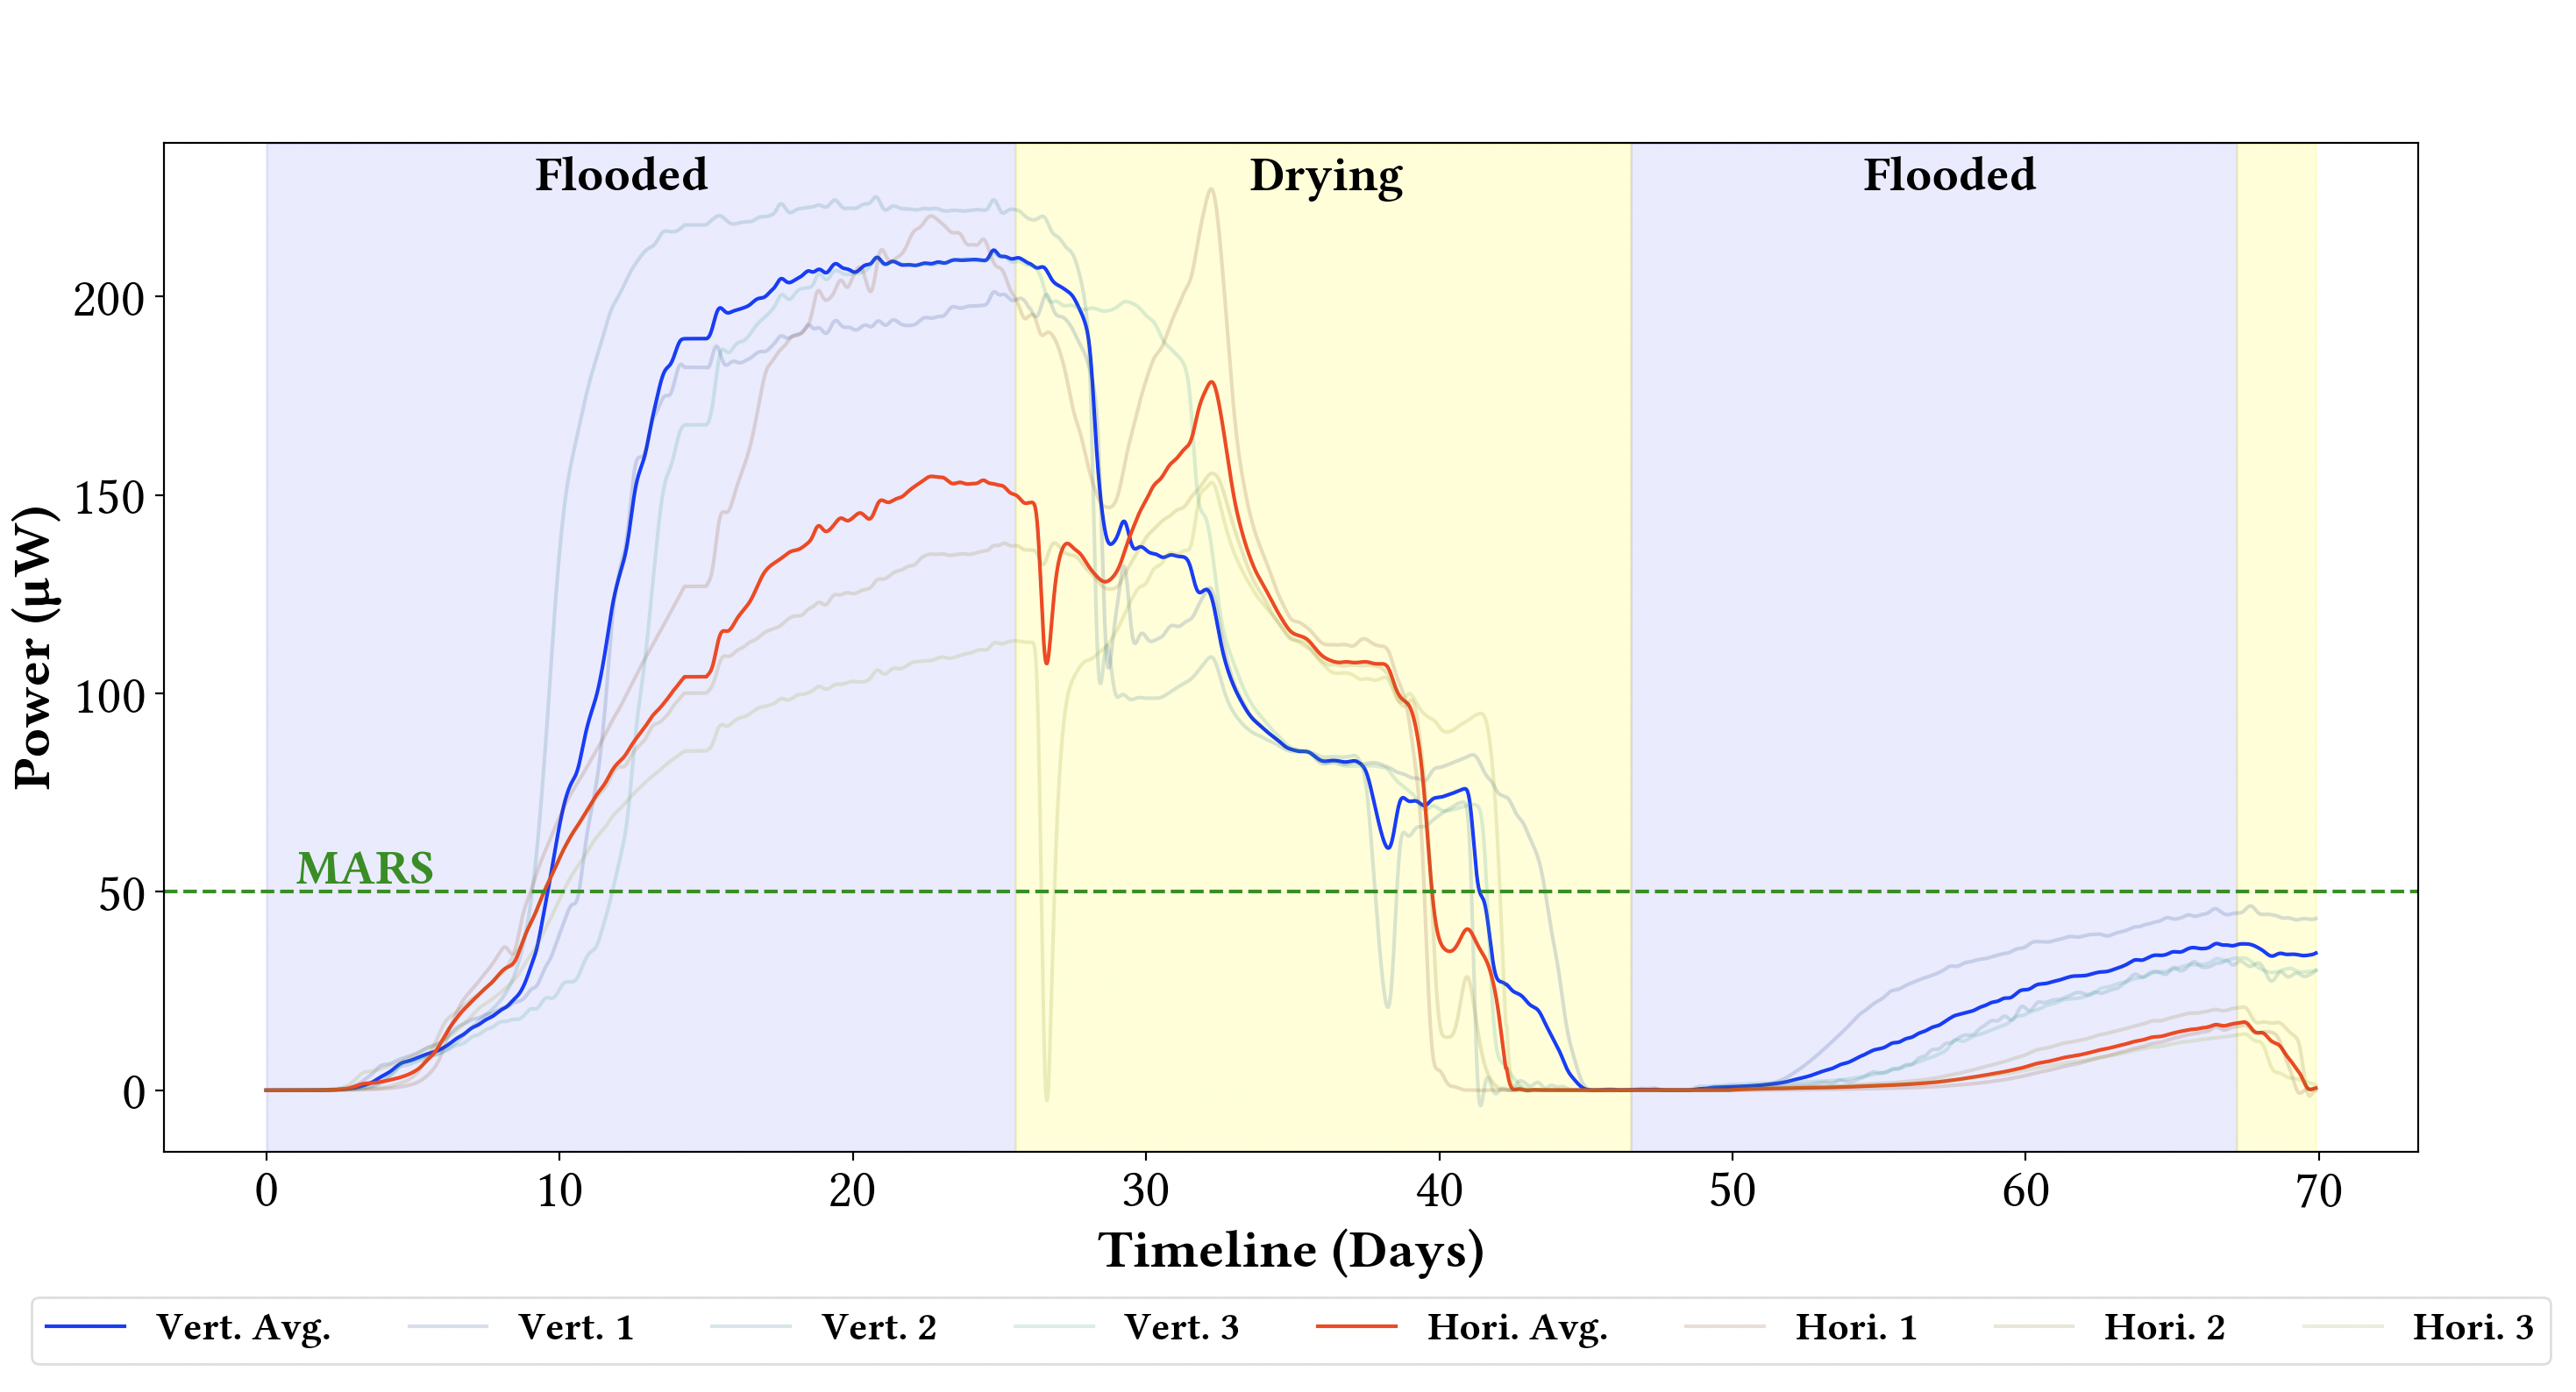 Flooded Drying Flooded
200
150
100
50
0
MARS
Power (µW)
0 10 20 30 40 50 60 70
Timeline (Days)
Vert. Avg. Vert. 1 Vert. 2 Vert. 3 Hori. Avg. Hori. 1 Hori. 2 Hori. 3